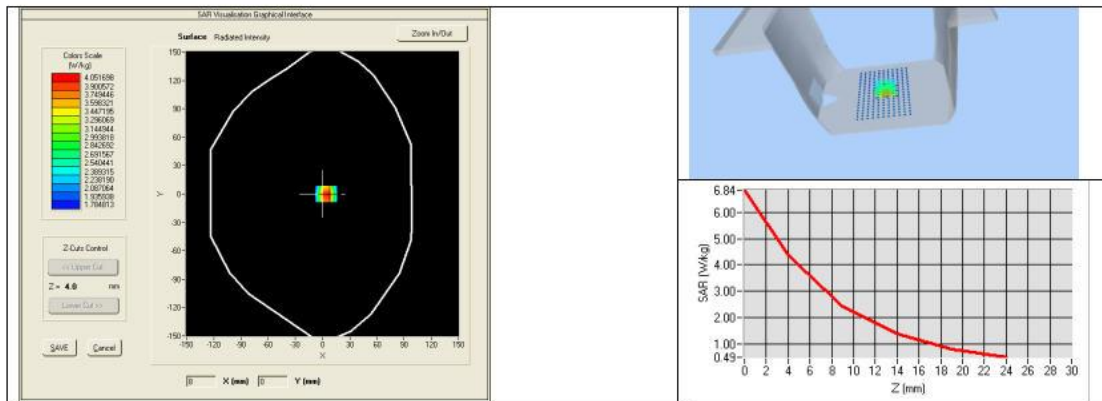 SAR Visualisation Graphical Interface
Surface Radiated Intensity
Zoom In/Out
Colors Scale
(W/kg)
4.051698
3.900572
3.749446
3.598321
3.447195
3.296069
3.144944
2.993818
2.842692
2.691567
2.540441
2.389315
2.238190
2.087064
1.935938
1.784813
150
120
90
60
30
0
-30
-60
-90
-120
-150
Y
-150 -120 -90 -60 -30 0 30 60 90 120 150
X
Z-Cuts Control
<< Upper Cut
Z = 4.0 mm
Lower Cut >>
SAVE Cancel
0 X (mm) 0 Y (mm)
6.84
6.00
5.00
4.00
3.00
2.00
1.00
0.49
SAR (W/kg)
0 2 4 6 8 10 12 14 16 18 20 22 24 26 28 30
Z (mm)